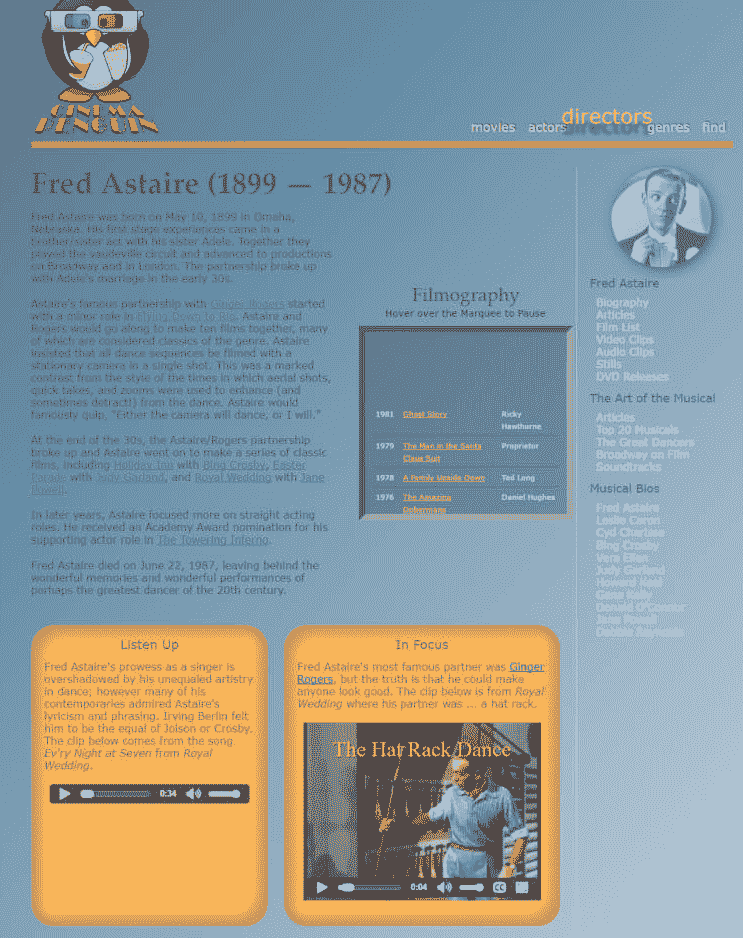 CINEMA
PENGUIN
movies actors directors genres find
Fred Astaire (1899 — 1987)
Fred Astaire was born on May 10, 1899 in Omaha,
Nebraska. His first stage experiences came in a
brother/sister act with his sister Adele. Together they
played the vaudeville circuit and advanced to productions
on Broadway and in London. The partnership broke up
with Adele's marriage in the early 30s.
Astaire's famous partnership with Ginger Rogers started
with a minor role in Flying Down to Rio. Astaire and
Rogers would go along to make ten films together, many
of which are considered classics of the genre. Astaire
insisted that all dance sequences be filmed with a
stationary camera in a single shot. This was a marked
contrast from the style of the times in which aerial shots,
quick takes, and zooms were used to enhance (and
sometimes detract!) from the dance. Astaire would
famously quip, "Either the camera will dance, or I will."
At the end of the 30s, the Astaire/Rogers partnership
broke up and Astaire went on to make a series of classic
films, including Holiday Inn with Bing Crosby, Easter
Parade with Judy Garland, and Royal Wedding with Jane
Powell.
In later years, Astaire focused more on straight acting
roles. He received an Academy Award nomination for his
supporting actor role in The Towering Inferno.
Fred Astaire died on June 22, 1987, leaving behind the
wonderful memories and wonderful performances of
perhaps the greatest dancer of the 20th century.
Filmography
Hover over the Marquee to Pause
1981 Ghost Story Ricky
Hawthorne
1979 The Man in the Santa Proprietor
Claus Suit
1978 A Family Upside Down Ted Long
1976 The Amazing Daniel Hughes
Dobermans
Fred Astaire
Biography
Articles
Film List
Video Clips
Audio Clips
Stills
DVD Releases
The Art of the Musical
Articles
Top 20 Musicals
The Great Dancers
Broadway on Film
Soundtracks
Musical Bios
Fred Astaire
Leslie Caron
Cyd Charisse
Bing Crosby
Vera Ellen
Judy Garland
Howard Keel
Gene Kelly
Donald O'Connor
Debbie Reynolds
Listen Up
Fred Astaire's prowess as a singer is
overshadowed by his unequaled artistry
in dance; however many of his
contemporaries admired Astaire's
lyricism and phrasing. Irving Berlin felt
him to be the equal of Jolson or Crosby.
The clip below comes from the song
Ev'ry Night at Seven from Royal
Wedding.
0:34
In Focus
Fred Astaire's most famous partner was Ginger
Rogers, but the truth is that he could make
anyone look good. The clip below is from Royal
Wedding where his partner was ... a hat rack.
The Hat Rack Dance
0:04 CC